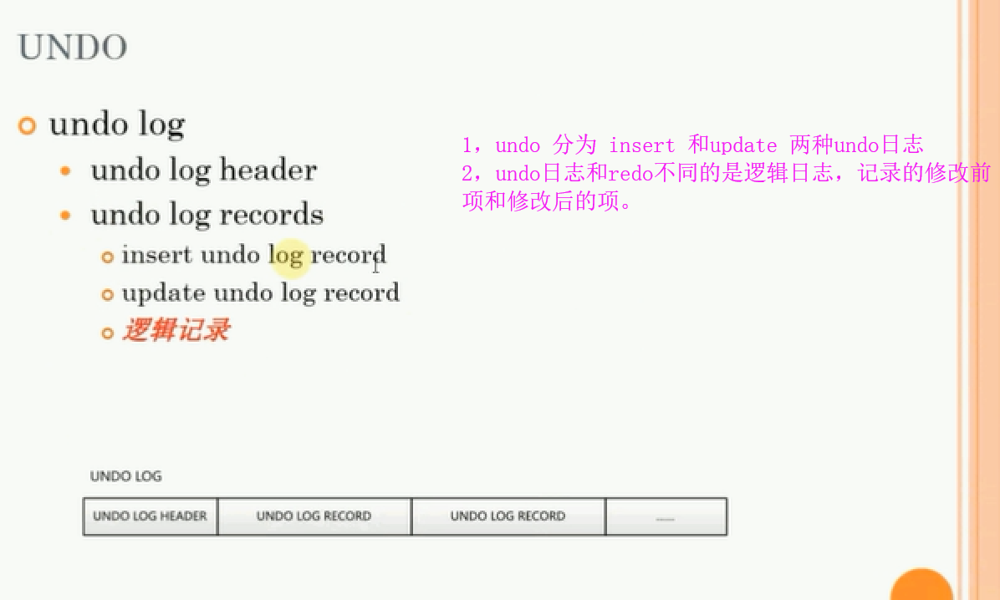 UNDO
undo log
undo log header
undo log records
insert undo log record
update undo log record
逻辑记录
1，undo 分为 insert 和update 两种undo日志
2，undo日志和redo不同的是逻辑日志，记录的修改前
项和修改后的项。
UNDO LOG
UNDO LOG HEADER UNDO LOG RECORD UNDO LOG RECORD ......